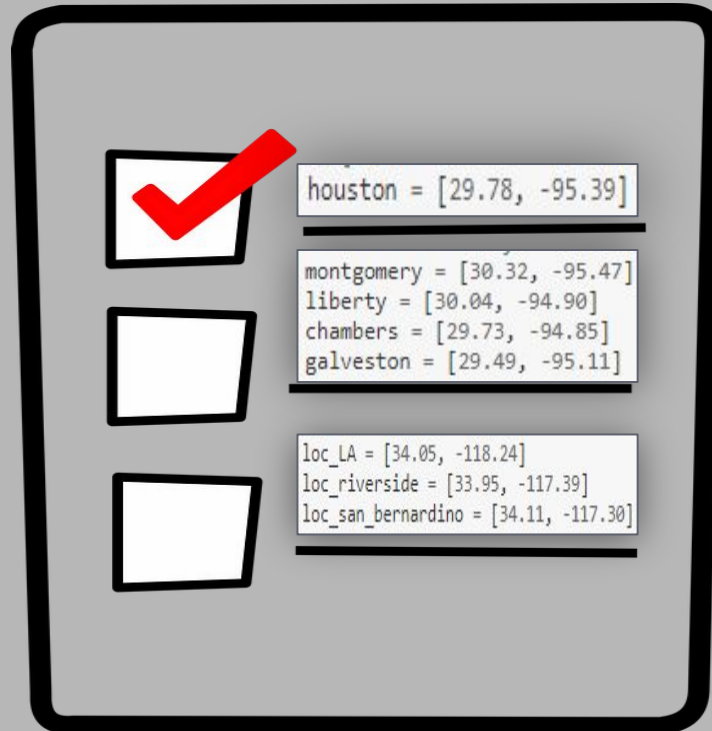 houston = [29.78, -95.39]
montgomery = [30.32, -95.47]
liberty = [30.04, -94.90]
chambers = [29.73, -94.85]
galveston = [29.49, -95.11]
loc_LA = [34.05, -118.24]
loc_riverside = [33.95, -117.39]
loc_san_bernardino = [34.11, -117.30]